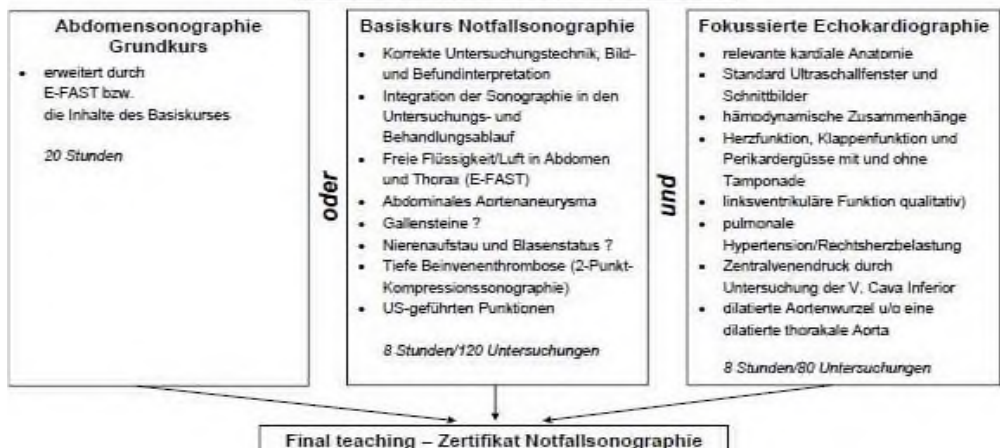 Abdomensonographie
Grundkurs
• erweitert durch
E-FAST bzw.
die Inhalte des Basiskurses
20 Stunden
oder
Basiskurs Notfallsonographie
• Korrekte Untersuchungstechnik, Bild-
und Befundinterpretation
• Integration der Sonographie in den
Untersuchungs- und
Behandlungsablauf
• Freie Flüssigkeit/Luft in Abdomen
und Thorax (E-FAST)
• Abdominales Aortenaneurysma
• Gallensteine ?
• Nierenaufstau und Blasenstatus ?
• Tiefe Beinvenenthrombose (2-Punkt-
Kompressionssonographie)
• US-geführten Punktionen
8 Stunden/120 Untersuchungen
und
Fokussierte Echokardiographie
• relevante kardiale Anatomie
• Standard Ultraschallfenster und
Schnittbilder
• hämodynamische Zusammenhänge
• Herzfunktion, Klappenfunktion und
Perikardergüsse mit und ohne
Tamponade
• linksventrikuläre Funktion qualitativ)
• pulmonale
Hypertension/Rechtsherzbelastung
• Zentralvenendruck durch
Untersuchung der V. Cava Inferior
• dilatierte Aortenwurzel u/o eine
dilatierte thorakale Aorta
8 Stunden/80 Untersuchungen
Final teaching – Zertifikat Notfallsonographie